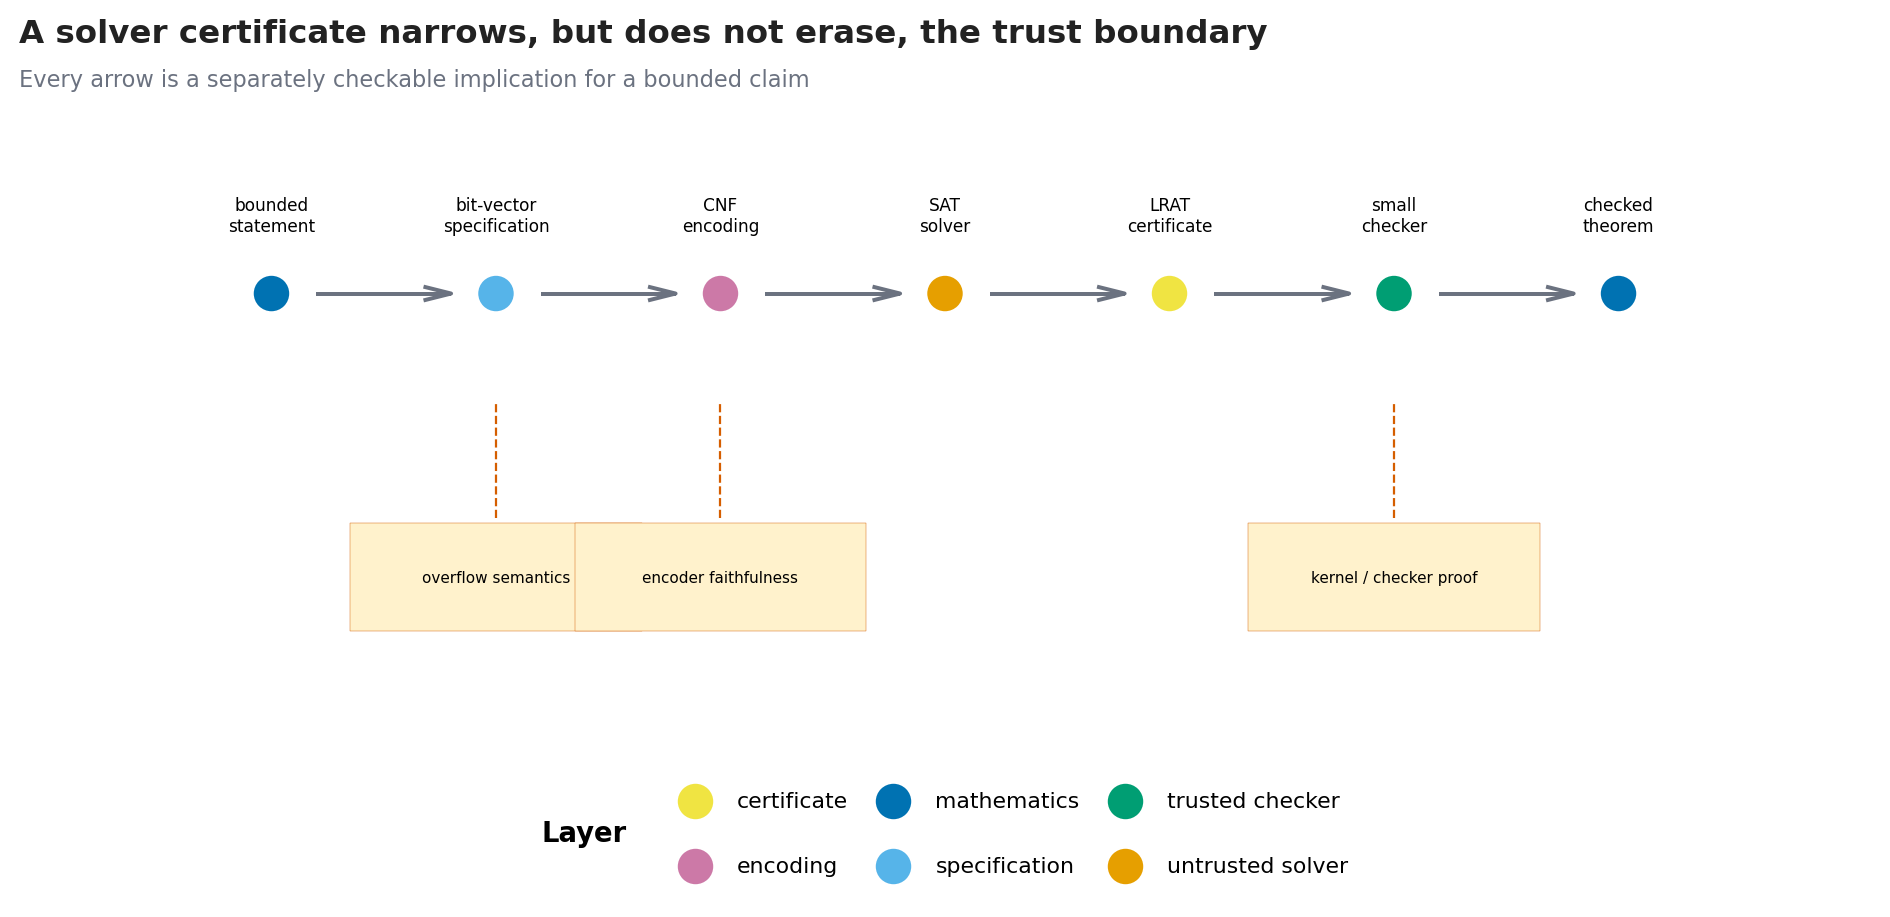 A solver certificate narrows, but does not erase, the trust boundary
Every arrow is a separately checkable implication for a bounded claim
bounded
statement
bit-vector
specification
CNF
encoding
SAT
solver
LRAT
certificate
small
checker
checked
theorem
overflow semantics
encoder faithfulness
kernel / checker proof
Layer
certificate
mathematics
trusted checker
encoding
specification
untrusted solver